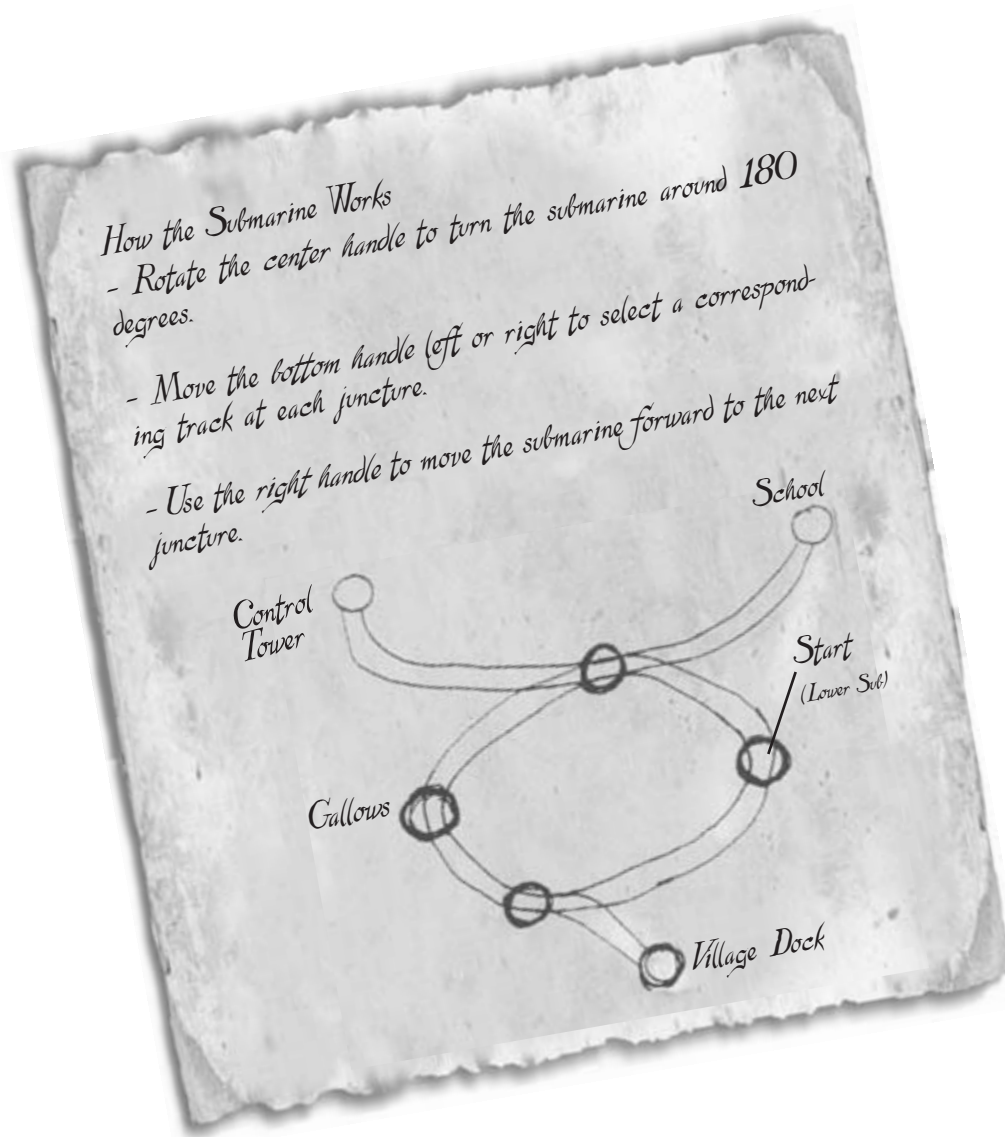 How the Submarine Works
- Rotate the center handle to turn the submarine around 180
degrees.
- Move the bottom handle left or right to select a correspond-
ing track at each juncture.
- Use the right handle to move the submarine forward to the next
juncture.
School
Control
Tower
Start
(Lower Sub)
Gallows
Village Dock